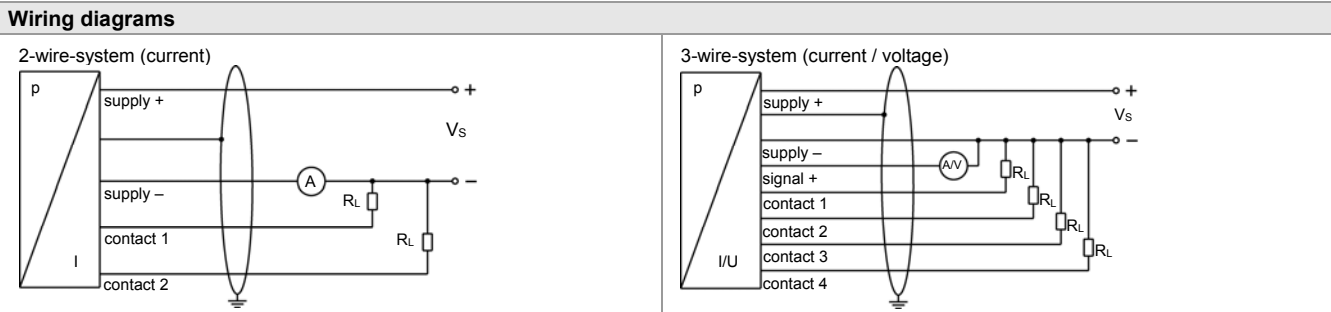 Wiring diagrams
2-wire-system (current)
p
supply +
+
VS
supply –
A
–
RL
contact 1
RL
I
contact 2
3-wire-system (current / voltage)
p
supply +
+
VS
–
supply –
A/V
signal +
RL
contact 1
RL
contact 2
RL
contact 3
RL
I/U
contact 4